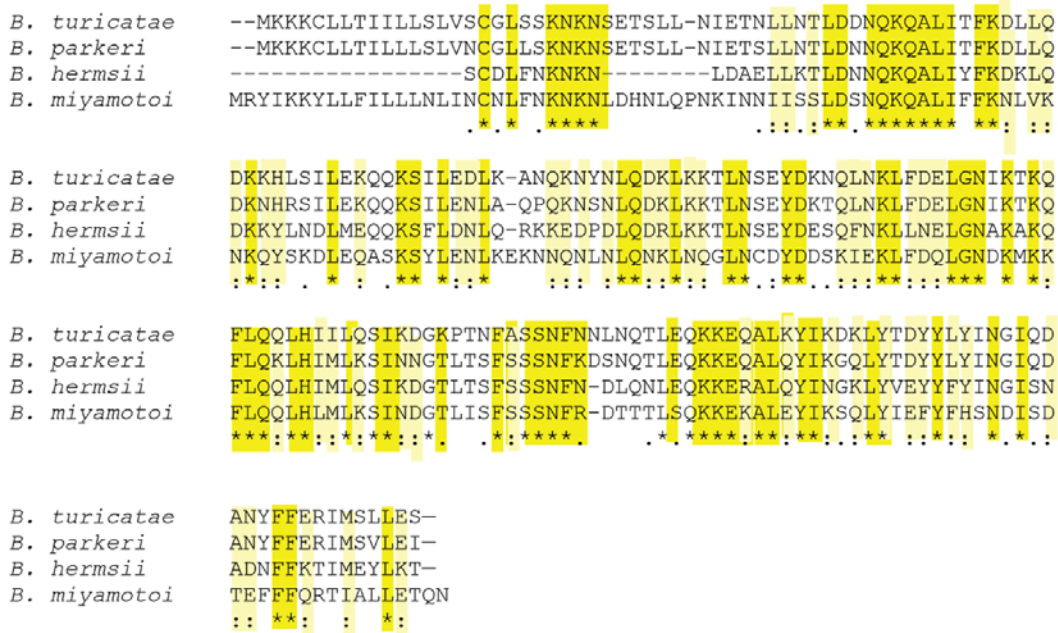 B. turicatae --MKKKCLLTIILLSLVSCGLSSKNKNSETSLL-NIETNLLNTLDDNQKQALITFKDLLQ
B. parkeri --MKKKCLLTILLLSLVNCGLLSKNKNSETSLL-NIETSLLNTLDNNQKQALITFKDLLQ
B. hermsii ------------------SCDLFNKNKN--------LDAELLKTLDNNQKQALIYFKDKLQ
B. miyamotoi MRYIKKYLLFILLLNLINCNLFNKNKNLDHNLQPNKINNIISSLDSNQKQALIFFKNLVK
.*.*. .**** .::.:**.********.**:*. ::
B. turicatae DKKHLSILEKQQKSILEDLK-ANQKNYNLQDKLKKTLNSEYDKNQLNKLFDELGNIKTKQ
B. parkeri DKNHRSILEKQQKSILENLA-QPQKNSNLQDKLKKTLNSEYDKTQLNKLFDELGNIKTKQ
B. hermsii DKKYLNDLMEQQKSFLDNLQ-RKKEDPDLQDRLKKTLNSEYDESQFNKLLNELGNAKAKQ
B. miyamotoi NKQYSKDLEQASKSYLENLKEKNNQNLNLQNKLNQGLNCDYDDSKIEKLFDQLGNDKMKK
:*.: . * : .** *::* :: :**::*:: **.:**..:::**:::*** * *:
B. turicatae FLQQLHIILQSIKDGKPTNFASSNFNNLNQTLEQKKEQALKYIKDKLYTDYYLYINGIQD
B. parkeri FLQKLHIMLKSINNGTLTSFSSSNFKDSNQTLEQKKEQALQYIKGQLYTDYYLYINGIQD
B. hermsii FLQQLHIMLQSIKDGTLTSFSSSNFN-DLQNLEQKKERALQYINGKLYVEYYFYINGISN
B. miyamotoi FLQQLHLMLKSINDGTLISFSSSNFR-DTTTLSQKKEKALEYIKSQLYIEFYFHSNDISD
***:**::*:**::*. .*:****. .*.****:**:**:.:** ::*:: *.*.:
B. turicatae ANYFFERIMSLLES-
B. parkeri ANYFFERIMSVLEI-
B. hermsii ADNFFKTIMEYLKT-
B. miyamotoi TEFFFQRTIALLETQN
:: **: : *: